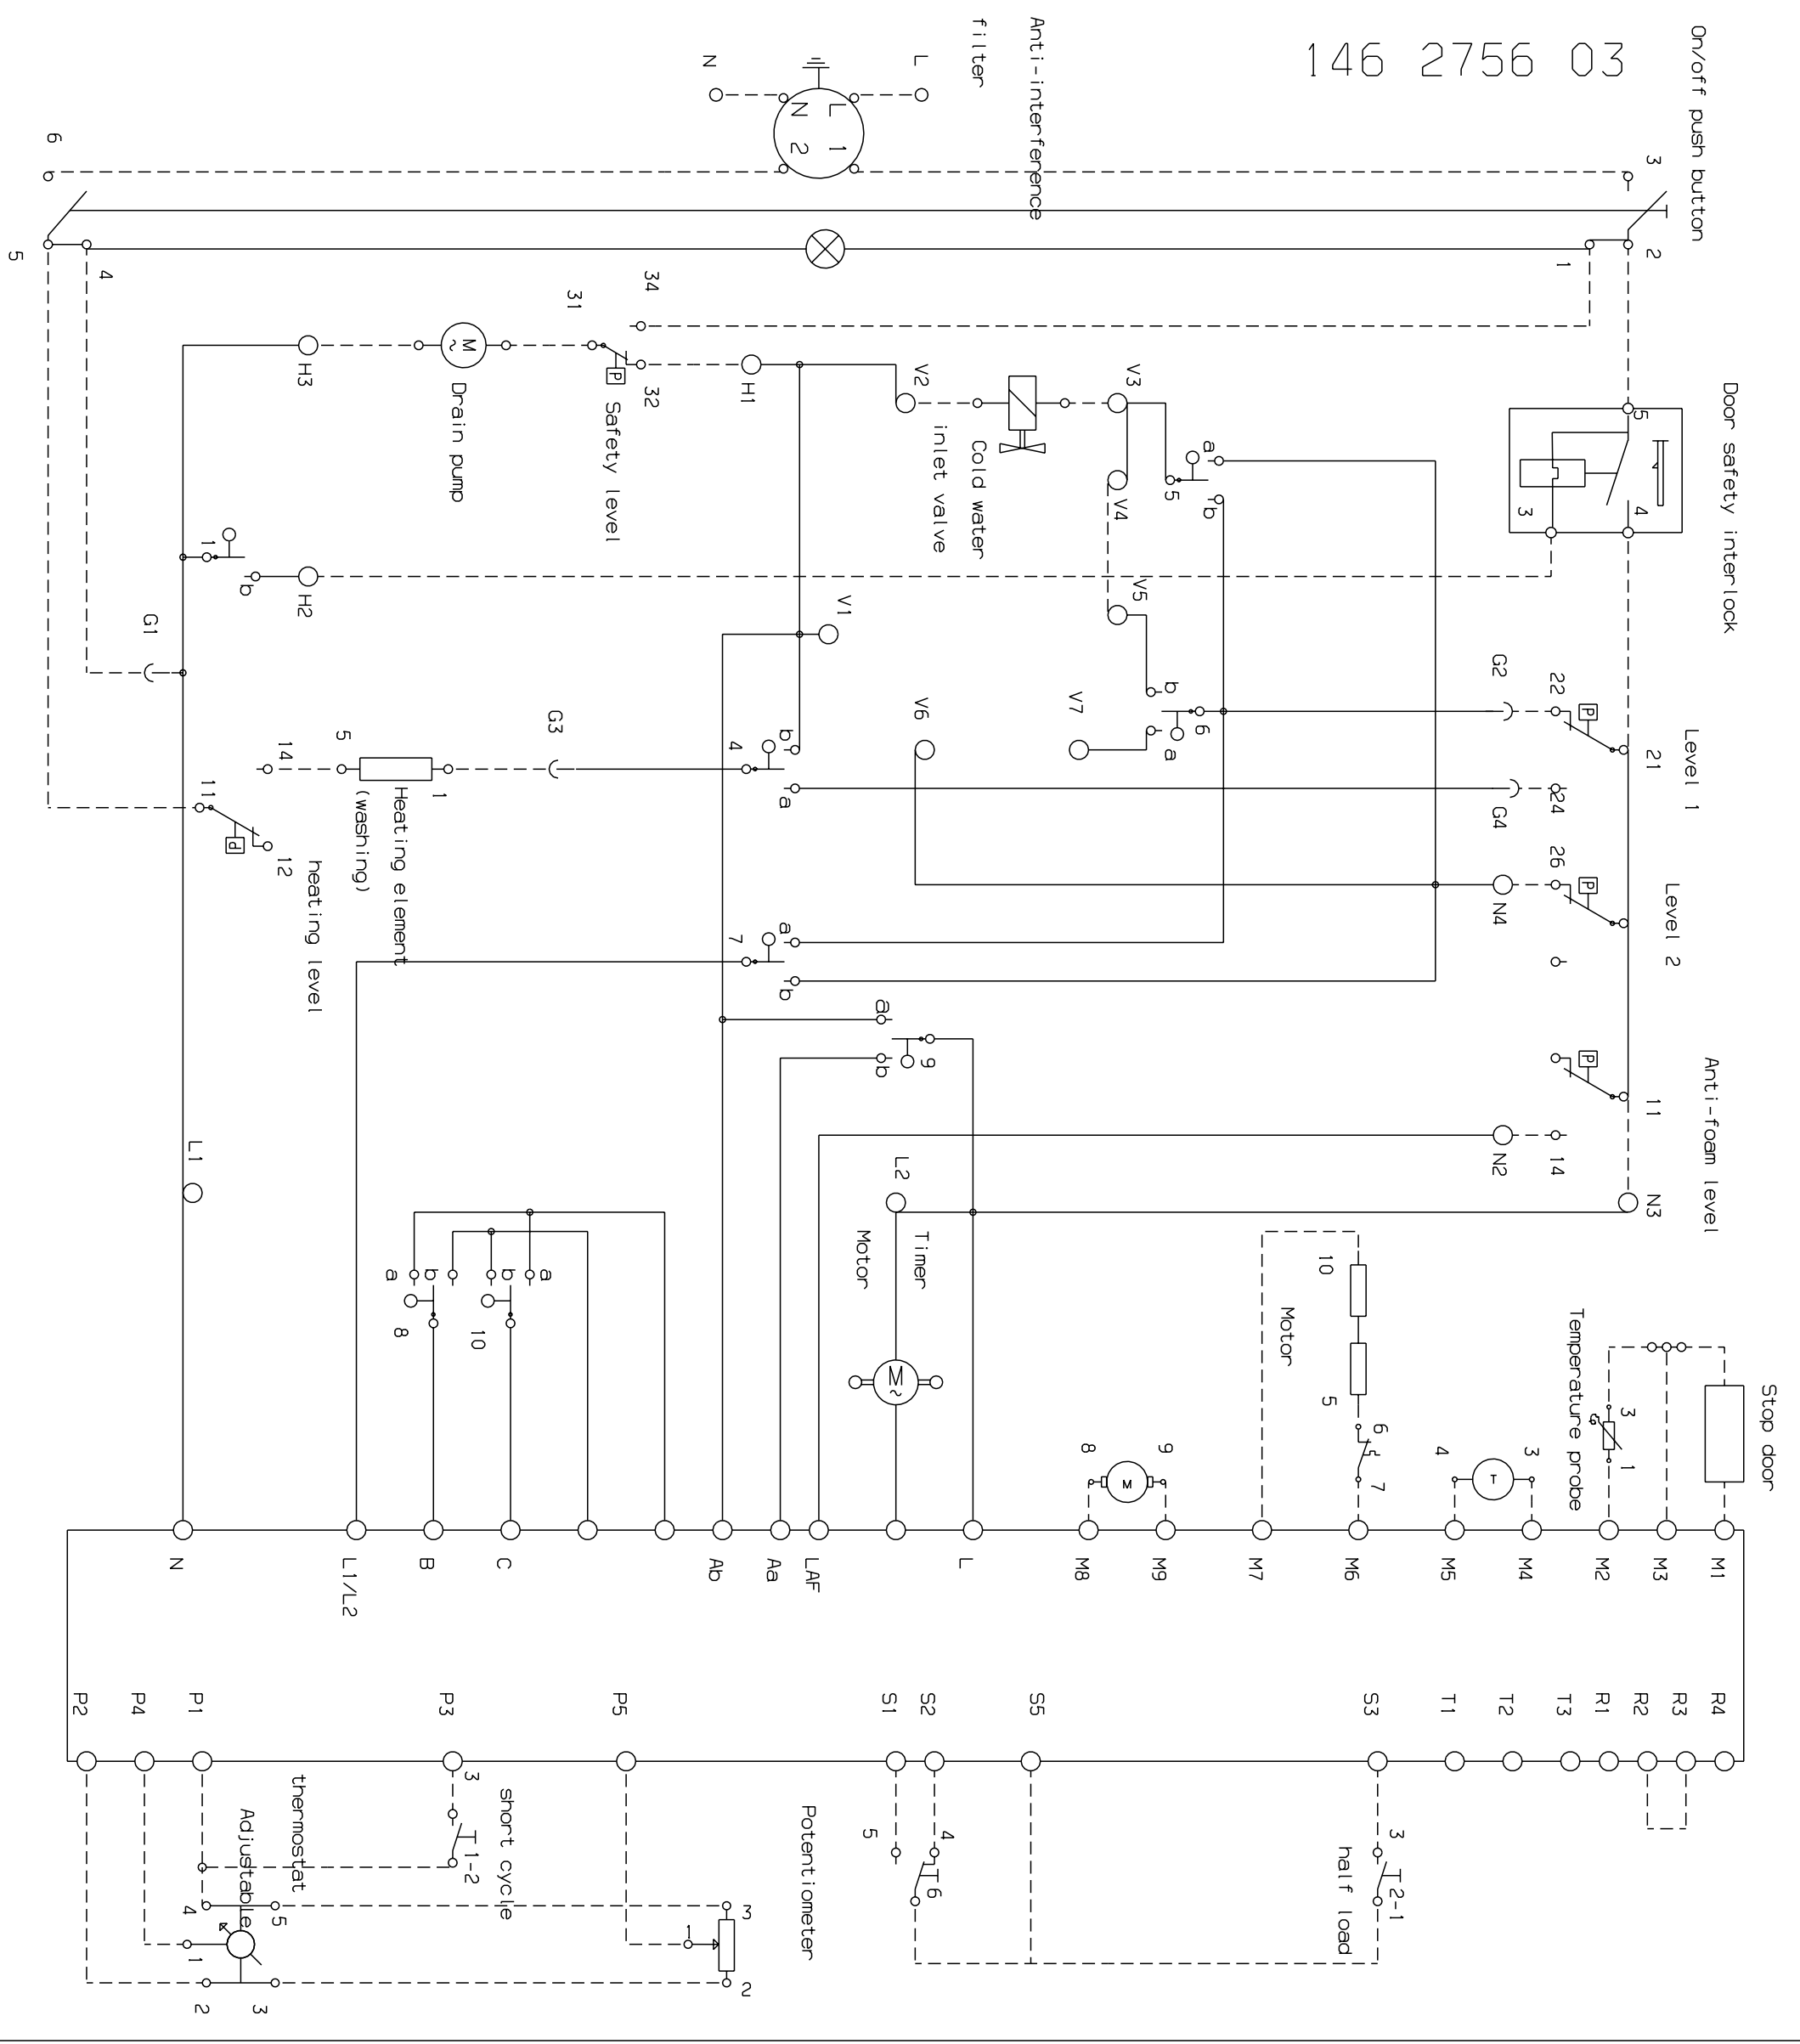 146 2756 03
On/off push button
3
2
1
Anti-interference
filter
L
N
L 1
N 2
6
5
4
34
31
32
H3
M
~
Drain pump
P
Safety level
H1
V2
Cold water
inlet valve
V3
V4
a
5
b
Door safety interlock
5
3
4
1
b
H2
G1
V1
V5
b
6
a
V6
V7
G2
22
P
21
Level 1
G3
b
4
a
14
5
1
Heating element
(washing)
11
P
12
heating level
24
G4
26
P
N4
Level 2
a
7
b
a
9
b
P
11
Anti-foam level
14
N2
N3
L1
L2
Timer
Motor
M
~
a
b
8
b
a
10
10
Motor
5
6
7
8
9
M
4
3
T
Temperature probe
3
1
Stop door
N
L1/L2
B
C
Ab
Aa
LAF
L
M8
M9
M7
M6
M5
M4
M2
M3
M1
P2
P4
P1
P3
P5
S1
S2
S5
S3
T1
T2
T3
R1
R2
R3
R4
Adjustable
thermostat
4
5
1
2
3
3
1-2
short cycle
Potentiometer
3
1
2
5
4
6
3
2-1
half load